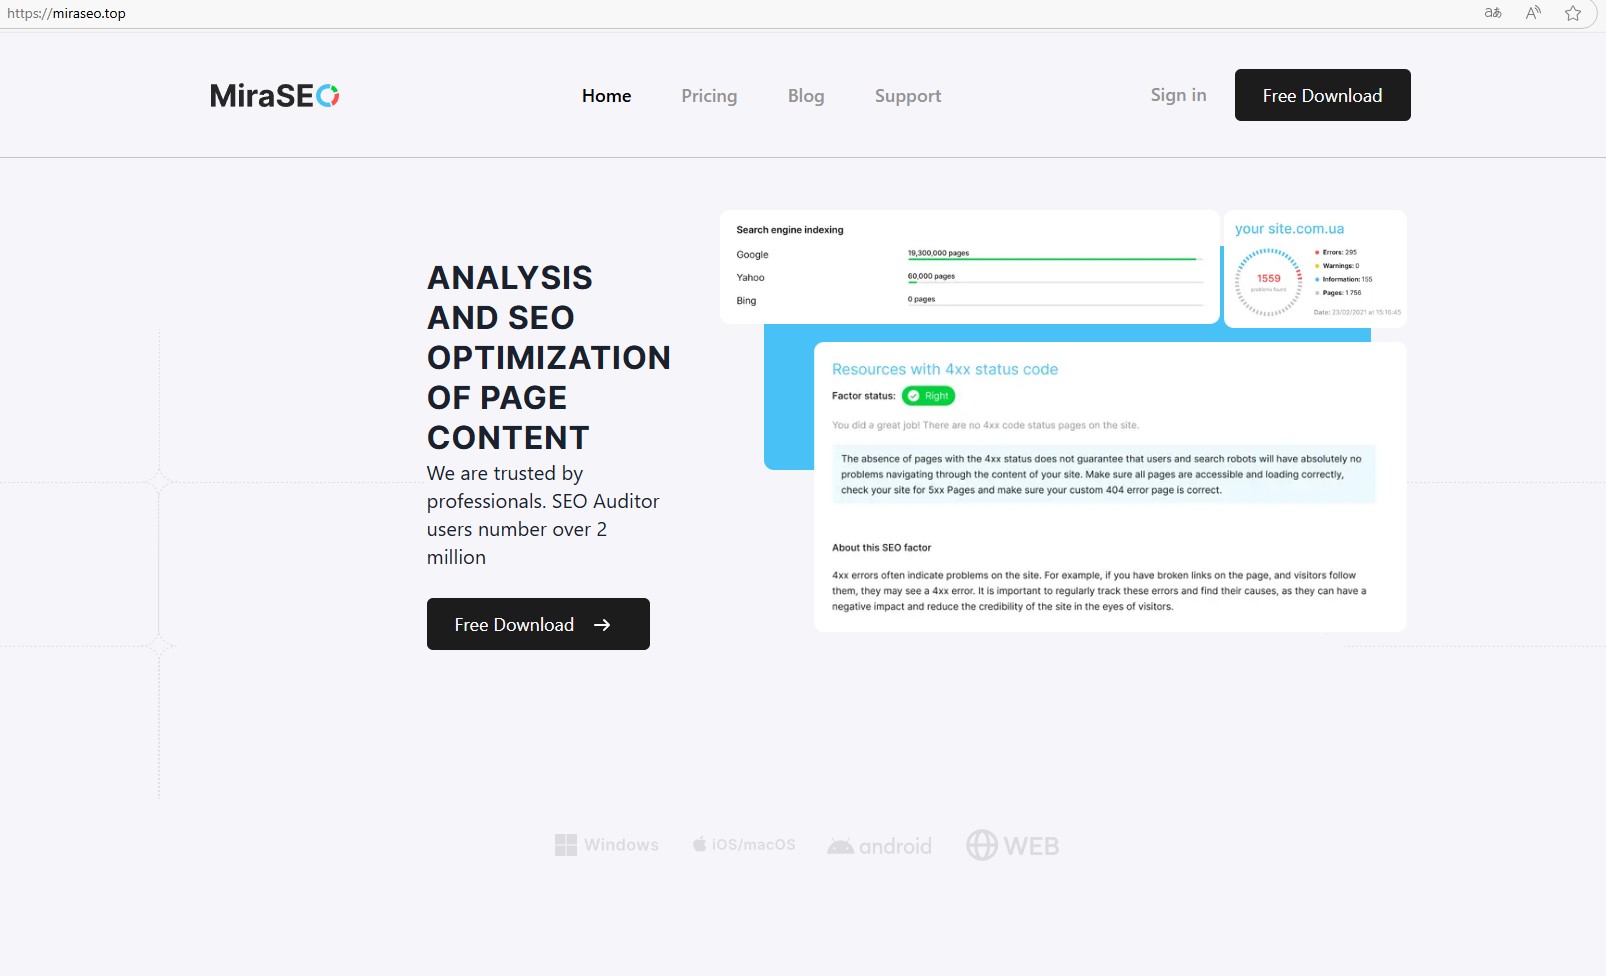 https://miraseo.top
MiraSEO
Home
Pricing
Blog
Support
Sign in
Free Download
ANALYSIS
AND SEO
OPTIMIZATION
OF PAGE
CONTENT
We are trusted by
professionals. SEO Auditor
users number over 2
million
Free Download
Search engine indexing
Google 19,300,000 pages
Yahoo 60,000 pages
Bing 0 pages
your site.com.ua
1559
problems found
Errors: 295
Warnings: 0
Information: 155
Pages: 1 756
Date: 23/02/2021 at 15:16:45
Resources with 4xx status code
Factor status: Right
You did a great job! There are no 4xx code status pages on the site.
The absence of pages with the 4xx status does not guarantee that users and search robots will have absolutely no
problems navigating through the content of your site. Make sure all pages are accessible and loading correctly,
check your site for 5xx Pages and make sure your custom 404 error page is correct.
About this SEO factor
4xx errors often indicate problems on the site. For example, if you have broken links on the page, and visitors follow
them, they may see a 4xx error. It is important to regularly track these errors and find their causes, as they can have a
negative impact and reduce the credibility of the site in the eyes of visitors.
Windows
iOS/macOS
android
WEB